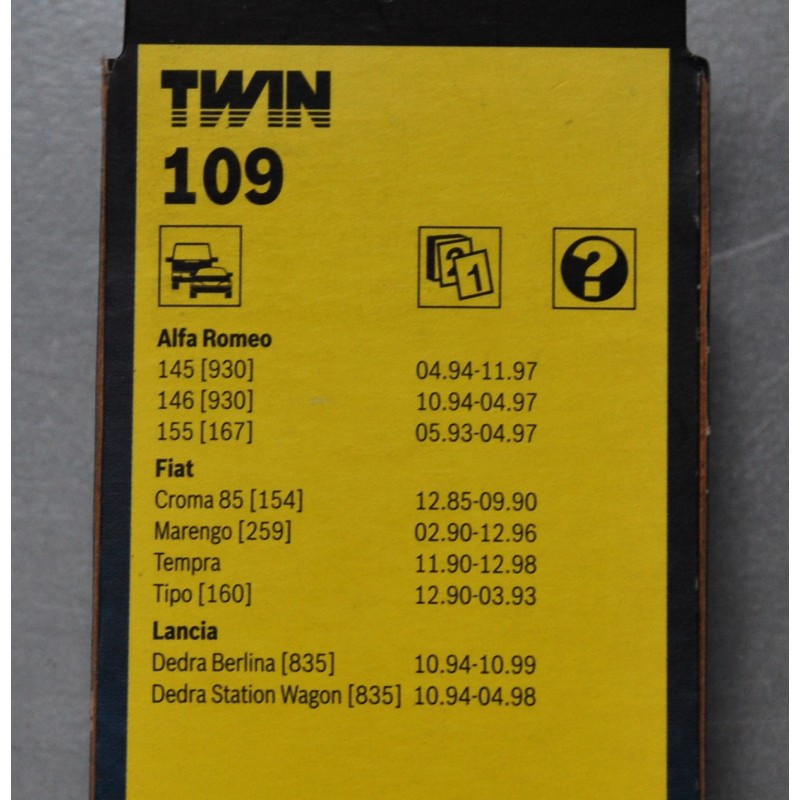 TWIN
109
2 1 ?
Alfa Romeo
145 [930] 04.94-11.97
146 [930] 10.94-04.97
155 [167] 05.93-04.97
Fiat
Croma 85 [154] 12.85-09.90
Marengo [259] 02.90-12.96
Tempra 11.90-12.98
Tipo [160] 12.90-03.93
Lancia
Dedra Berlina [835] 10.94-10.99
Dedra Station Wagon [835] 10.94-04.98